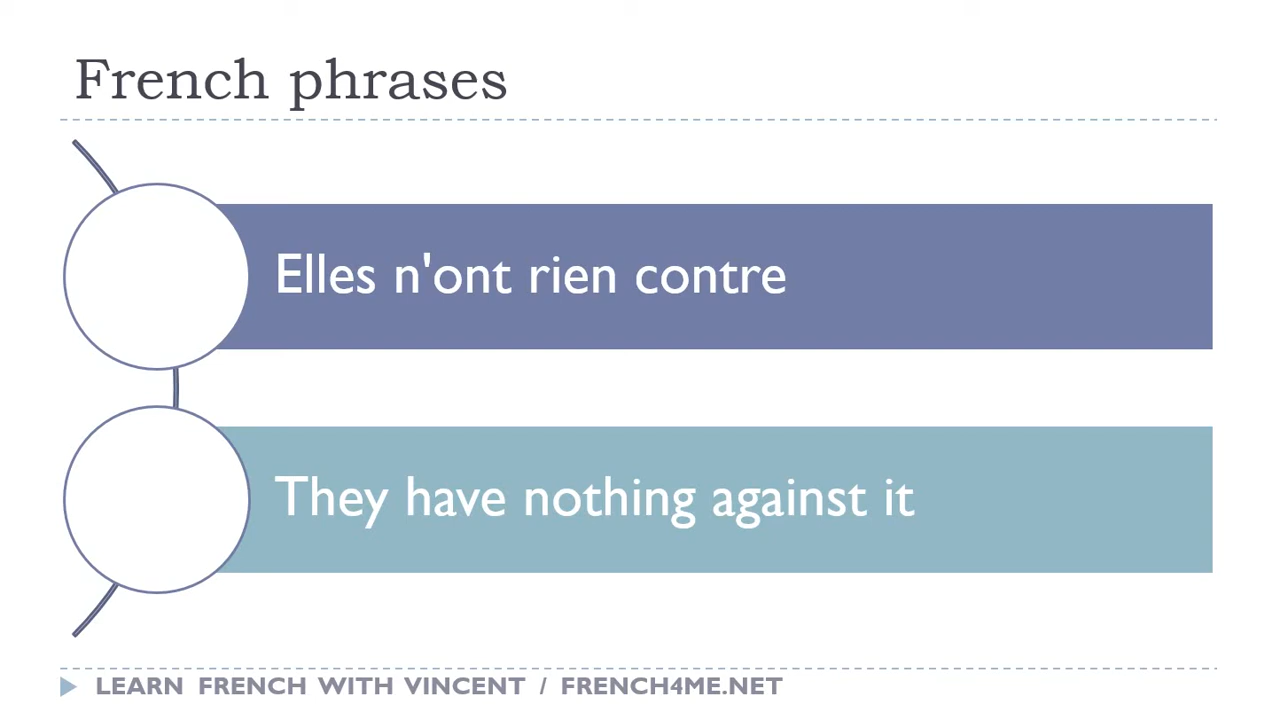 French phrases
Elles n'ont rien contre
They have nothing against it
LEARN FRENCH WITH VINCENT / FRENCH4ME.NET